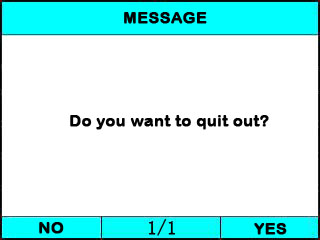 MESSAGE
Do you want to quit out?
NO 1/1 YES